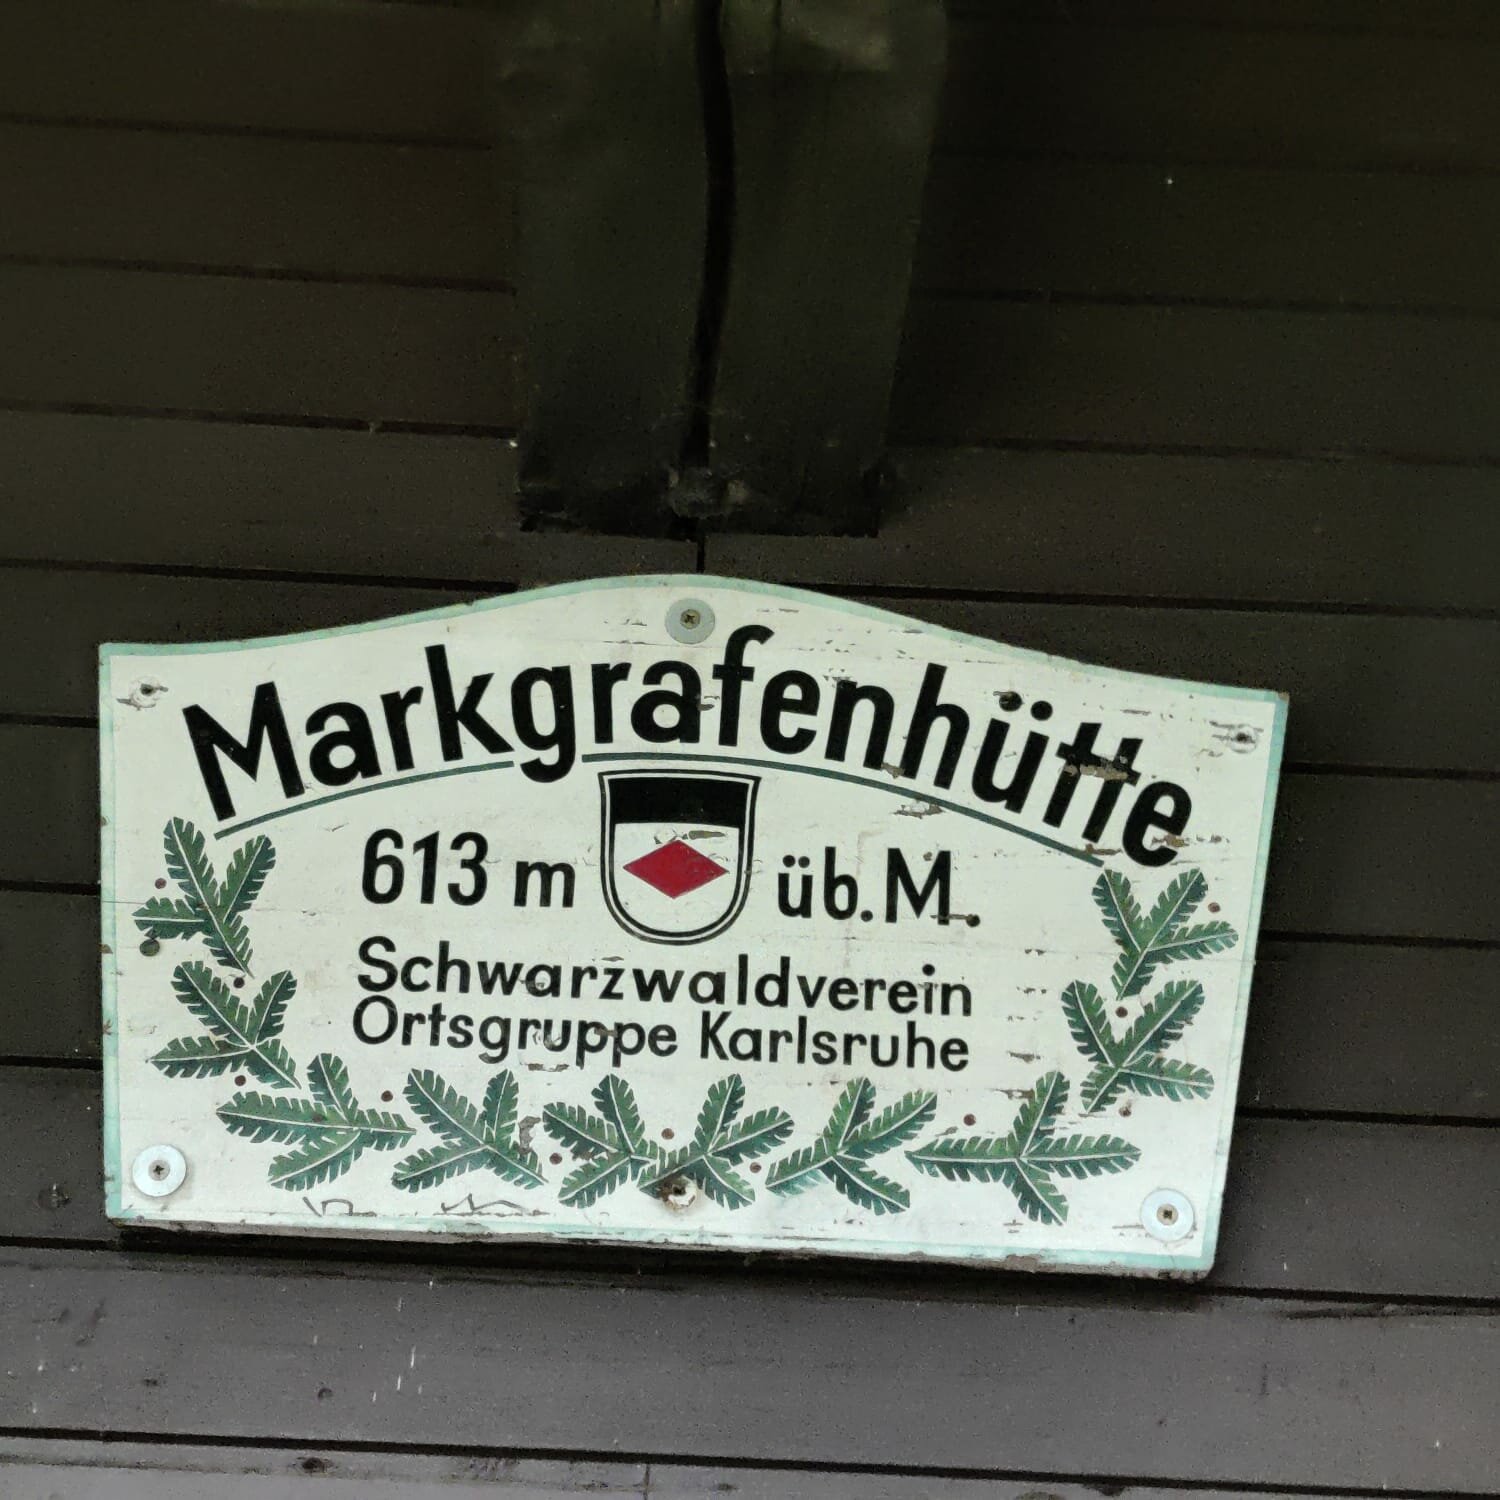 Markgrafenhütte
613 m üb.M.
Schwarzwaldverein
Ortsgruppe Karlsruhe